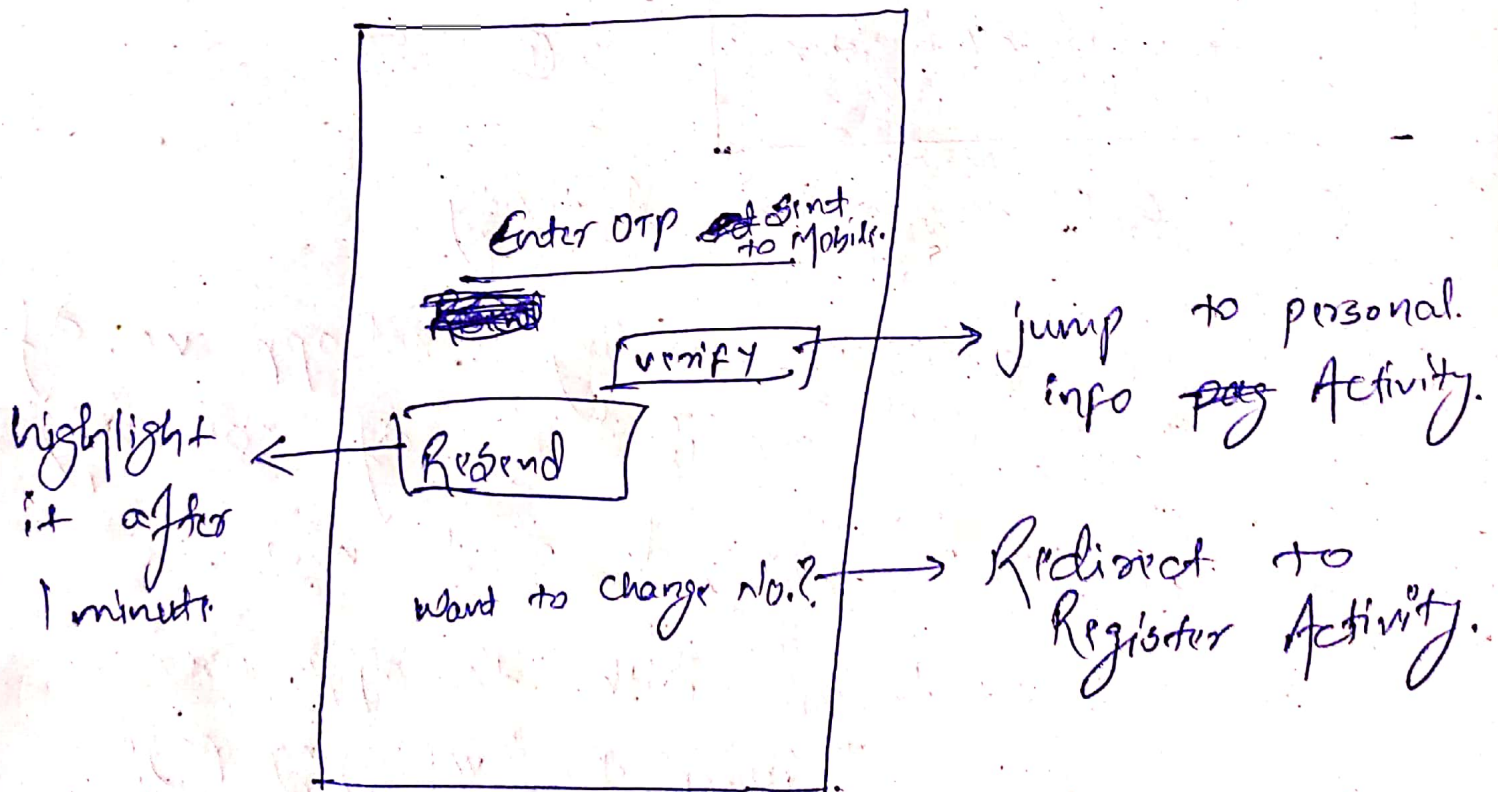 Enter OTP Sent
to Mobile.
verify
jump to personal.
info Activity.
Resend
highlight
it after
1 minute.
Want to change No.?
Redirect to
Register Activity.